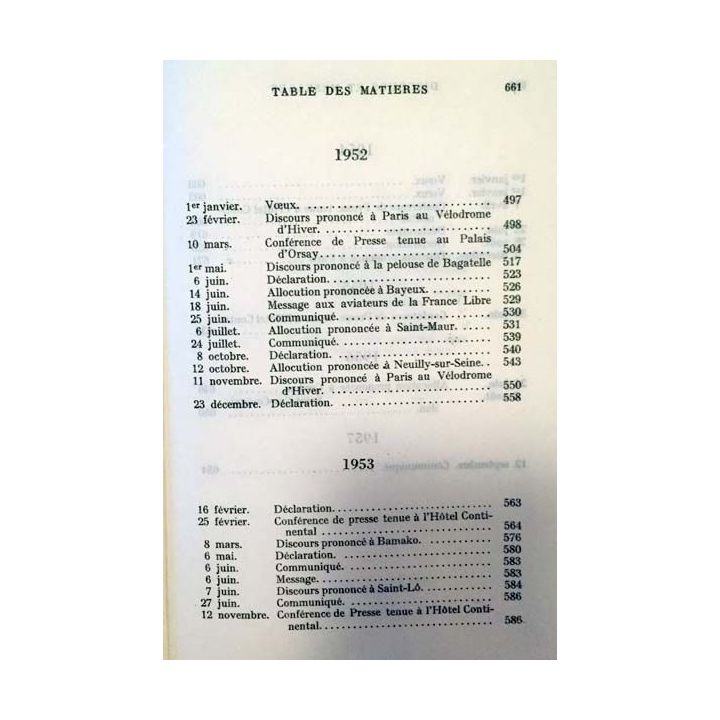 TABLE DES MATIERES 661
1952
1er janvier. Vœux. 497
23 février. Discours prononcé à Paris au Vélodrome
d'Hiver. 498
10 mars. Conférence de Presse tenue au Palais
d'Orsay. 504
1er mai. Discours prononcé à la pelouse de Bagatelle 517
6 juin. Déclaration. 523
14 juin. Allocution prononcée à Bayeux. 526
18 juin. Message aux aviateurs de la France Libre 529
25 juin. Communiqué. 530
6 juillet. Allocution prononcée à Saint-Maur. 531
24 juillet. Communiqué. 539
8 octobre. Déclaration. 540
12 octobre. Allocution prononcée à Neuilly-sur-Seine. 543
11 novembre. Discours prononcé à Paris au Vélodrome
d'Hiver. 550
23 décembre. Déclaration. 558
1953
16 février. Déclaration. 563
25 février. Conférence de presse tenue à l'Hôtel Conti-
nental 564
8 mars. Discours prononcé à Bamako. 576
6 mai. Déclaration. 580
6 juin. Communiqué. 583
6 juin. Message. 583
7 juin. Discours prononcé à Saint-Lô. 584
27 juin. Communiqué. 586
12 novembre. Conférence de Presse tenue à l'Hôtel Conti-
nental. 586